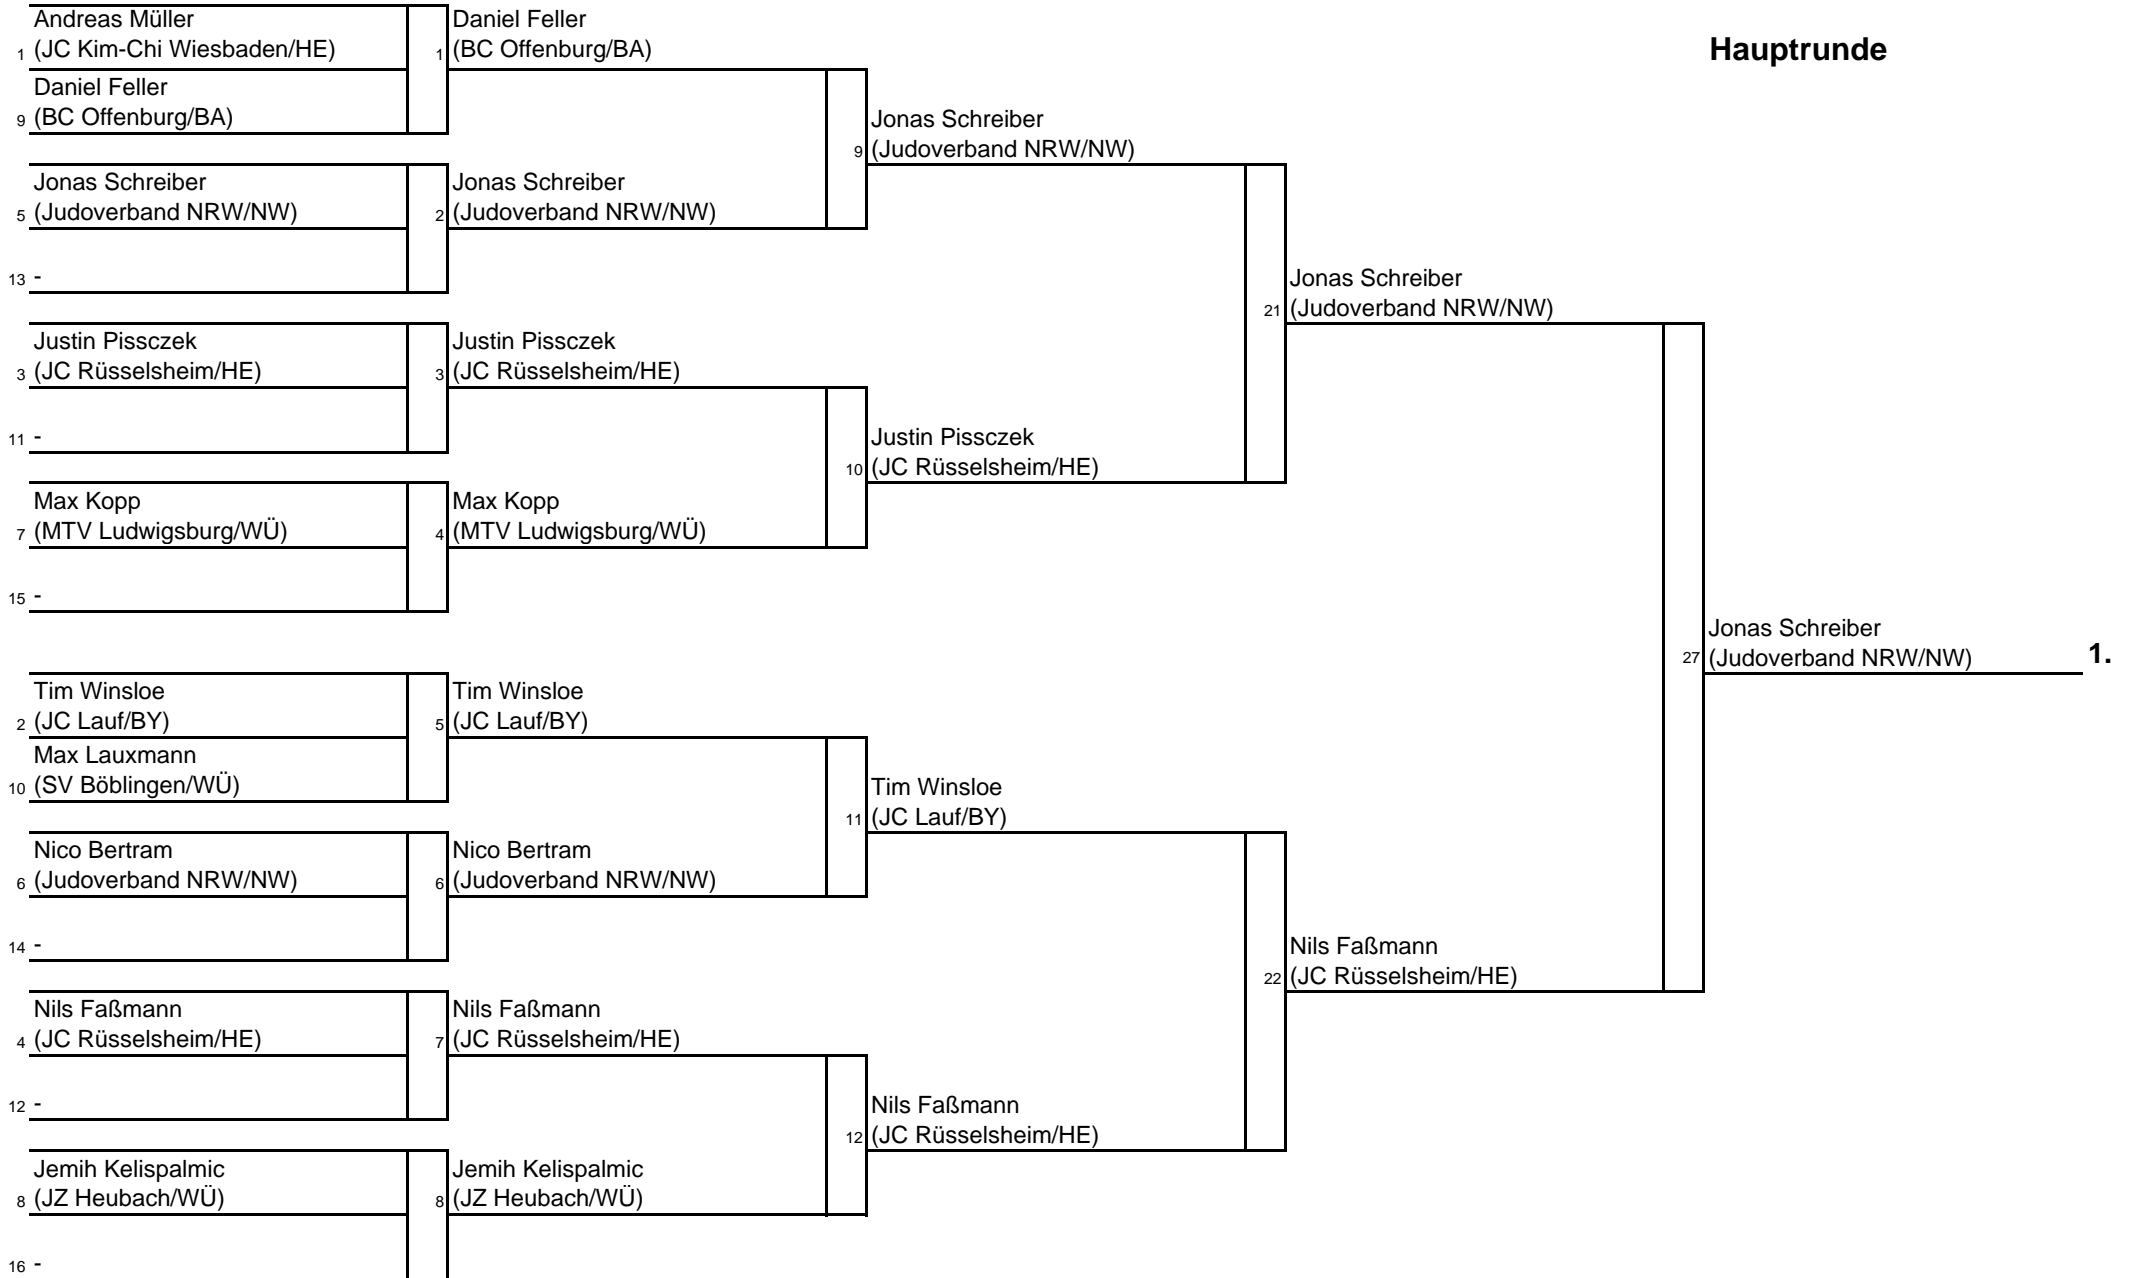 Hauptrunde
Andreas Müller
1 (JC Kim-Chi Wiesbaden/HE)
Daniel Feller
9 (BC Offenburg/BA)
Jonas Schreiber
5 (Judoverband NRW/NW)
13 -
Justin Pissczek
3 (JC Rüsselsheim/HE)
11 -
Max Kopp
7 (MTV Ludwigsburg/WÜ)
15 -
Tim Winsloe
2 (JC Lauf/BY)
Max Lauxmann
10 (SV Böblingen/WÜ)
Nico Bertram
6 (Judoverband NRW/NW)
14 -
Nils Faßmann
4 (JC Rüsselsheim/HE)
12 -
Jemih Kelispalmic
8 (JZ Heubach/WÜ)
16 -
Daniel Feller
1 (BC Offenburg/BA)
Jonas Schreiber
2 (Judoverband NRW/NW)
Justin Pissczek
3 (JC Rüsselsheim/HE)
Max Kopp
4 (MTV Ludwigsburg/WÜ)
Tim Winsloe
5 (JC Lauf/BY)
Nico Bertram
6 (Judoverband NRW/NW)
Nils Faßmann
7 (JC Rüsselsheim/HE)
Jemih Kelispalmic
8 (JZ Heubach/WÜ)
Jonas Schreiber
9 (Judoverband NRW/NW)
Justin Pissczek
10 (JC Rüsselsheim/HE)
Tim Winsloe
11 (JC Lauf/BY)
Nils Faßmann
12 (JC Rüsselsheim/HE)
Jonas Schreiber
21 (Judoverband NRW/NW)
Nils Faßmann
22 (JC Rüsselsheim/HE)
Jonas Schreiber
27 (Judoverband NRW/NW) 1.